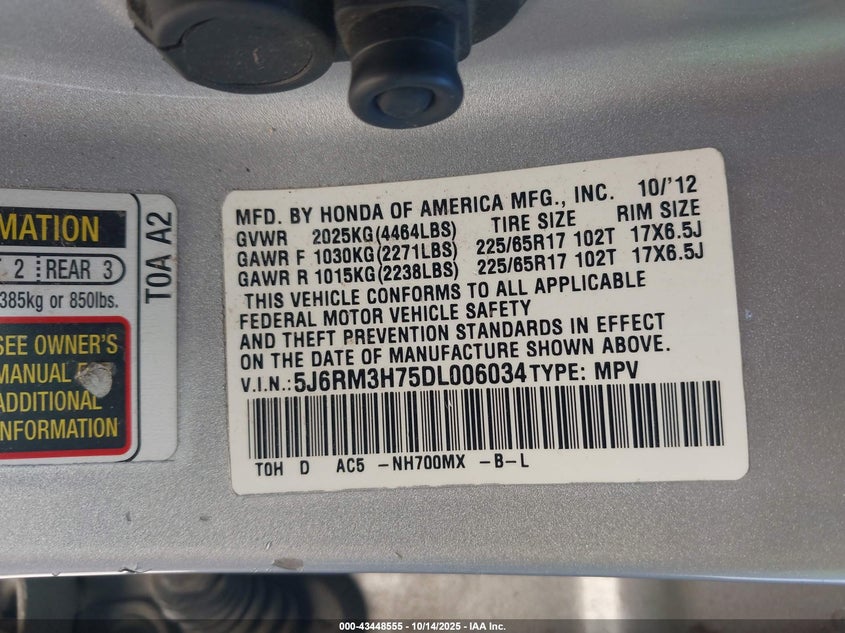 MATION
2 REAR 3
385kg or 850lbs.
SEE OWNER'S
MANUAL
ADDITIONAL
INFORMATION
T0A A2
MFD. BY HONDA OF AMERICA MFG., INC. 10/'12
GVWR 2025KG(4464LBS) TIRE SIZE RIM SIZE
GAWR F 1030KG(2271LBS) 225/65R17 102T 17X6.5J
GAWR R 1015KG(2238LBS) 225/65R17 102T 17X6.5J
THIS VEHICLE CONFORMS TO ALL APPLICABLE
FEDERAL MOTOR VEHICLE SAFETY
AND THEFT PREVENTION STANDARDS IN EFFECT
ON THE DATE OF MANUFACTURE SHOWN ABOVE.
V.I.N.:5J6RM3H75DL006034 TYPE: MPV
T0H D AC5 -NH700MX -B-L
000-43448555 - 10/14/2025 - IAA Inc.